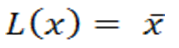 L(x) = x̄